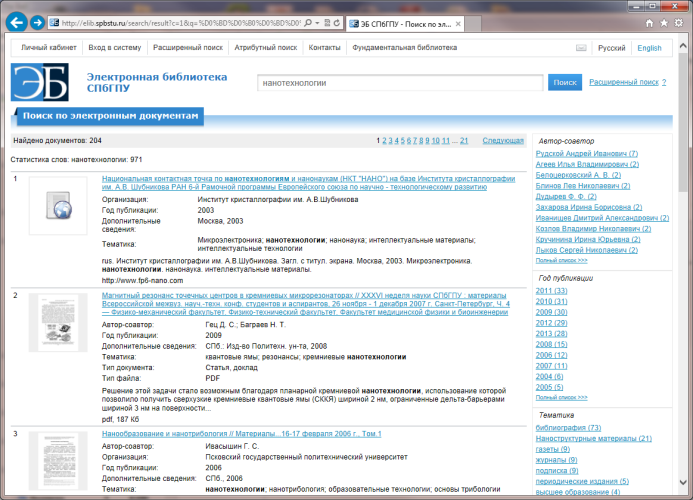 http://elib.spbstu.ru/search/result?c=1&q=%D0%BD%D0%B0%D0%BD%D0
ЭБ СПбГПУ - Поиск по эл...
Личный кабинет Вход в систему Расширенный поиск Атрибутный поиск Контакты Фундаментальная библиотека Русский English
ЭБ
Электронная библиотека
СПбГПУ
нанотехнологии Поиск Расширенный поиск ?
Поиск по электронным документам
Найдено документов: 204 1 2 3 4 5 6 7 8 9 10 11 ... 21 Следующая
Статистика слов: нанотехнологии: 971
1
Национальная контактная точка по нанотехнологиям и нанонаукам (НКТ "НАНО") на базе Института кристаллографии
им. А.В. Шубникова РАН 6-й Рамочной программы Европейского союза по научно - технологическому развитию
Организация: Институт кристаллографии им. А.В.Шубникова
Год публикации: 2003
Дополнительные Москва, 2003
сведения:
Тематика: Микроэлектроника; нанотехнологии; нанонаука; интеллектуальные материалы;
интеллектуальные технологии
rus. Институт кристаллографии им. А.В.Шубникова. Загл. с титул. экрана. Москва, 2003. Микроэлектроника.
нанотехнологии. нанонаука. интеллектуальные материалы.
http://www.fp6-nano.com
2
Магнитный резонанс точечных центров в кремниевых микрорезонаторах // XXXVI неделя науки СПбГПУ : материалы
Всероссийской межвуз. науч.-техн. конф. студентов и аспирантов, 26 ноября - 1 декабря 2007 г. Санкт-Петербург. Ч. 4
— Физико-механический факультет, Физико-технический факультет, Факультет медицинской физики и биоинженерии
Автор-соавтор: Гец Д. С.; Баграев Н. Т.
Год публикации: 2009
Дополнительные сведения: СПб.: Изд-во Политехн. ун-та, 2008
Тематика: квантовые ямы; резонансы; кремниевые нанотехнологии
Тип документа: Статья, доклад
Тип файла: PDF
Решение этой задачи стало возможным благодаря планарной кремниевой нанотехнологии, использование которой
позволило получить сверхузкие кремниевые квантовые ямы (СККЯ) шириной 2 нм, ограниченные дельта-барьерами
шириной 3 нм на поверхности...
pdf, 187 Кб
3
Нанообразование и нанотрибология // Материалы...16-17 февраля 2006 г., Том.1
Автор-соавтор: Ивасышин Г. С.
Организация: Псковский государственный политехнический университет
Год публикации: 2006
Дополнительные сведения: СПб., 2006
Тематика: нанотехнологии; нанотрибология; образовательные технологии; основы трибологии
Автор-соавтор
Рудской Андрей Иванович (7)
Агеев Илья Владимирович (2)
Белоцерковский А. В. (2)
Блинов Лев Николаевич (2)
Дудырев Ф. Ф. (2)
Захарова Ирина Борисовна (2)
Иванищев Дмитрий Александрович (2)
Козлов Владимир Николаевич (2)
Кручинина Ирина Юрьевна (2)
Лыков Сергей Николаевич (2)
Полный список >>>
Год публикации
2011 (33)
2010 (31)
2009 (30)
2012 (29)
2013 (28)
2008 (15)
2006 (12)
2007 (11)
2004 (6)
2005 (5)
Полный список >>>
Тематика
библиография (73)
Наноструктурные материалы (21)
газеты (9)
журналы (9)
подписка (9)
периодические издания (5)
высшее образование (4)